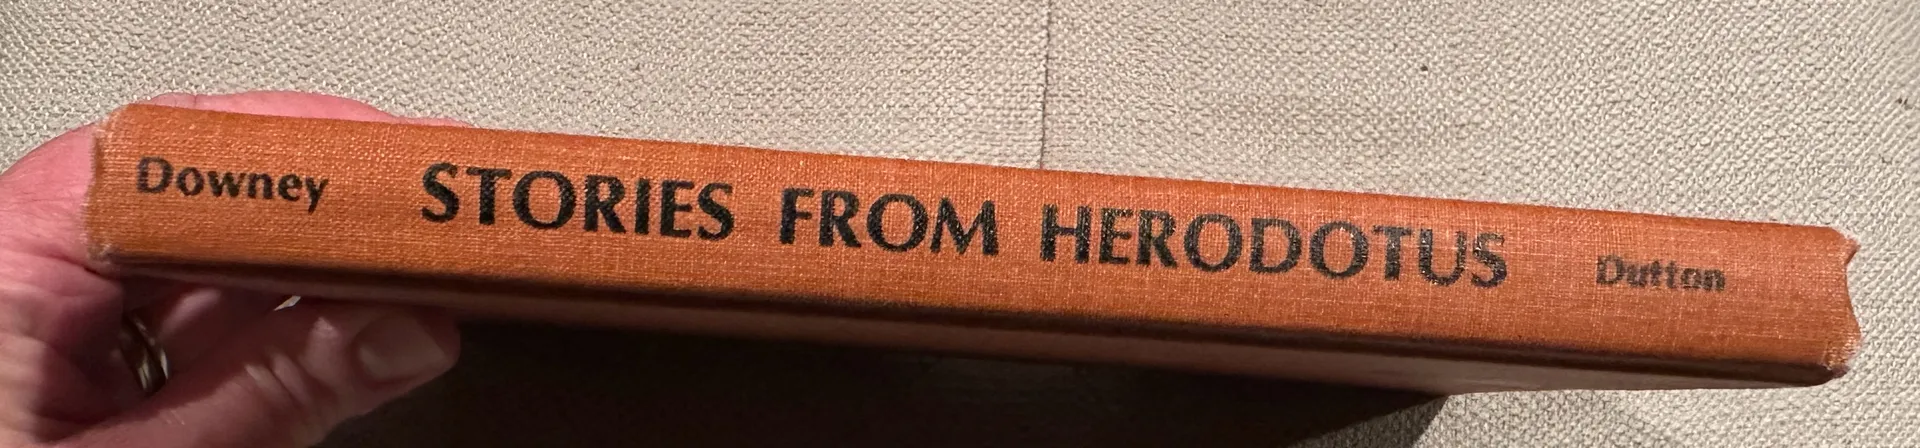 Downey STORIES FROM HERODOTUS Dutton